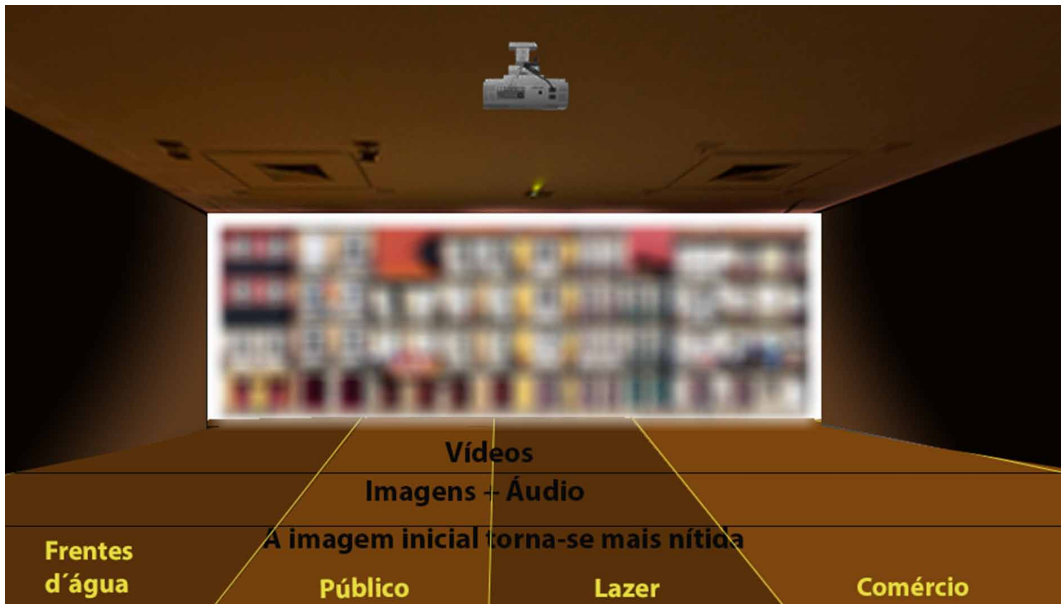 Vídeos
Imagens + Áudio
A imagem inicial torna-se mais nítida
Frentes
d´água
Público
Lazer
Comércio